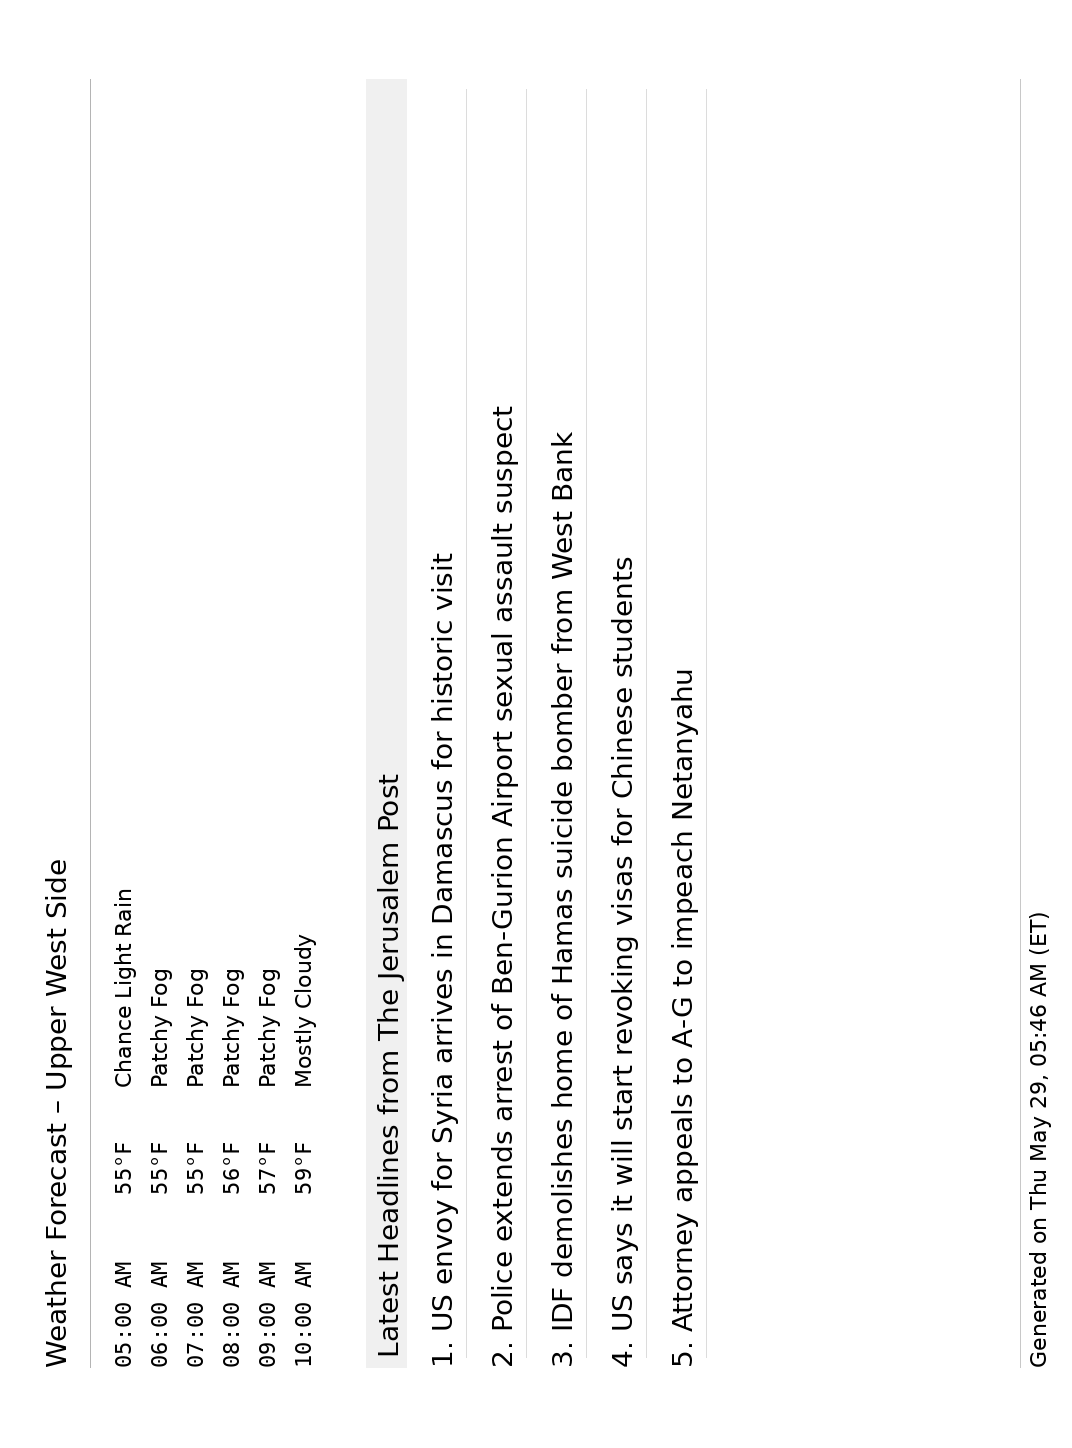 Weather Forecast – Upper West Side
05:00 AM 55°F Chance Light Rain
06:00 AM 55°F Patchy Fog
07:00 AM 55°F Patchy Fog
08:00 AM 56°F Patchy Fog
09:00 AM 57°F Patchy Fog
10:00 AM 59°F Mostly Cloudy
Latest Headlines from The Jerusalem Post
1. US envoy for Syria arrives in Damascus for historic visit
2. Police extends arrest of Ben-Gurion Airport sexual assault suspect
3. IDF demolishes home of Hamas suicide bomber from West Bank
4. US says it will start revoking visas for Chinese students
5. Attorney appeals to A-G to impeach Netanyahu
Generated on Thu May 29, 05:46 AM (ET)